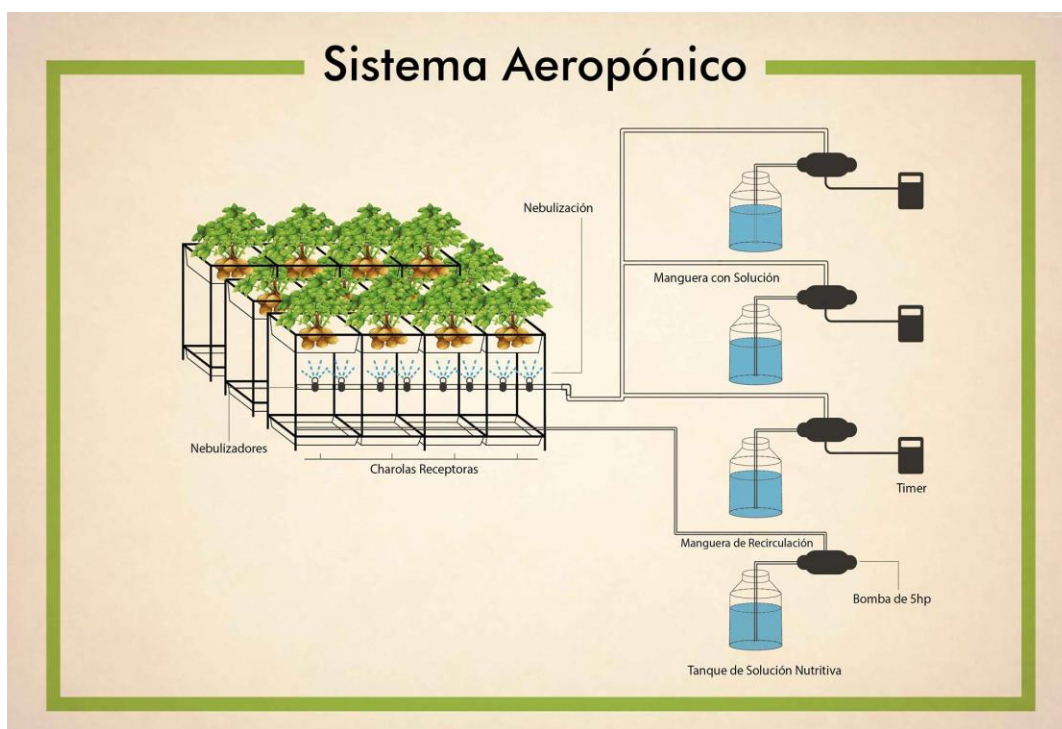 Sistema Aeropónico
Nebulización
Manguera con Solución
Nebulizadores
Charolas Receptoras
Timer
Manguera de Recirculación
Bomba de 5hp
Tanque de Solución Nutritiva